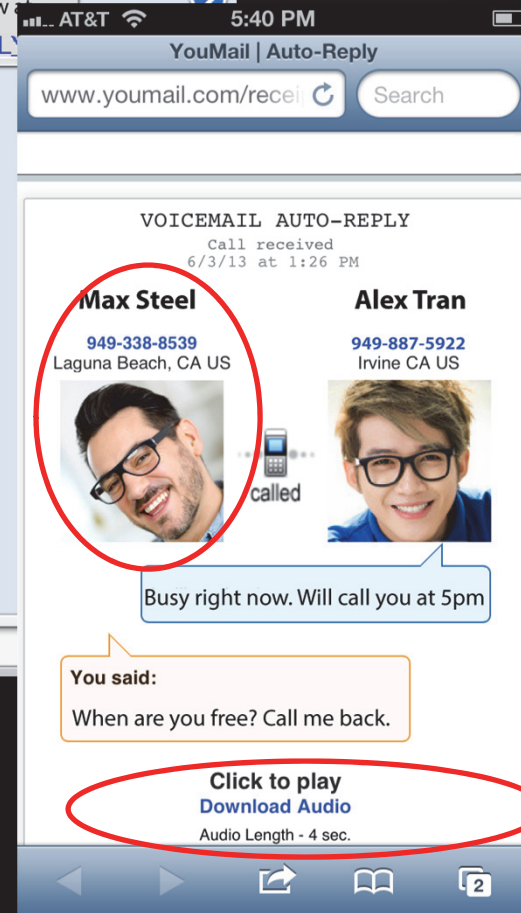 AT&T 5:40 PM
YouMail | Auto-Reply
www.youmail.com/recei Search
VOICEMAIL AUTO-REPLY
Call received
6/3/13 at 1:26 PM
Max Steel Alex Tran
949-338-8539 949-887-5922
Laguna Beach, CA US Irvine CA US
called
Busy right now. Will call you at 5pm
You said:
When are you free? Call me back.
Click to play
Download Audio
Audio Length - 4 sec.
2